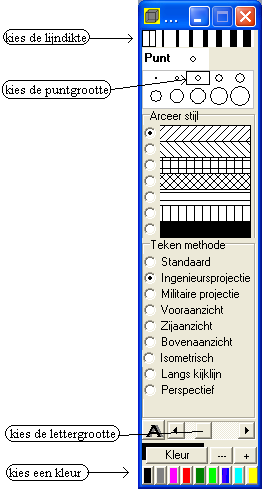 ...
kies de lijndikte
Punt
kies de puntgrootte
Arceer stijl
Teken methode
Standaard
Ingenieursprojectie
Militaire projectie
Vooraanzicht
Zijaanzicht
Bovenaanzicht
Isometrisch
Langs kijklijn
Perspectief
kies de lettergrootte
A
Kleur ... +
kies een kleur